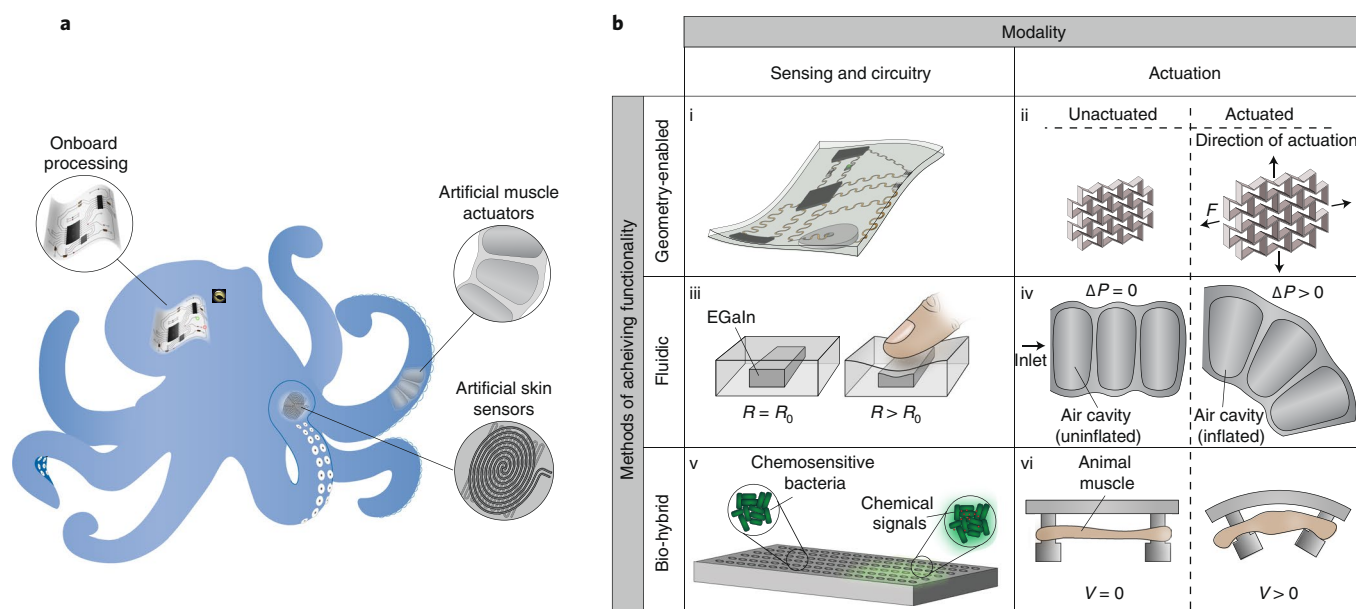 a
Onboard
processing
Artificial muscle
actuators
Artificial skin
sensors
b
Modality
Sensing and circuitry
Actuation
Methods of acheiving functionality
Geometry-enabled
i
ii
Unactuated
Actuated
Direction of actuation
F
Fluidic
iii
EGaIn
R = R₀
R > R₀
iv
ΔP = 0
ΔP > 0
Inlet
Air cavity
(uninflated)
Air cavity
(inflated)
Bio-hybrid
v
Chemosensitive
bacteria
Chemical
signals
vi
Animal
muscle
V = 0
V > 0